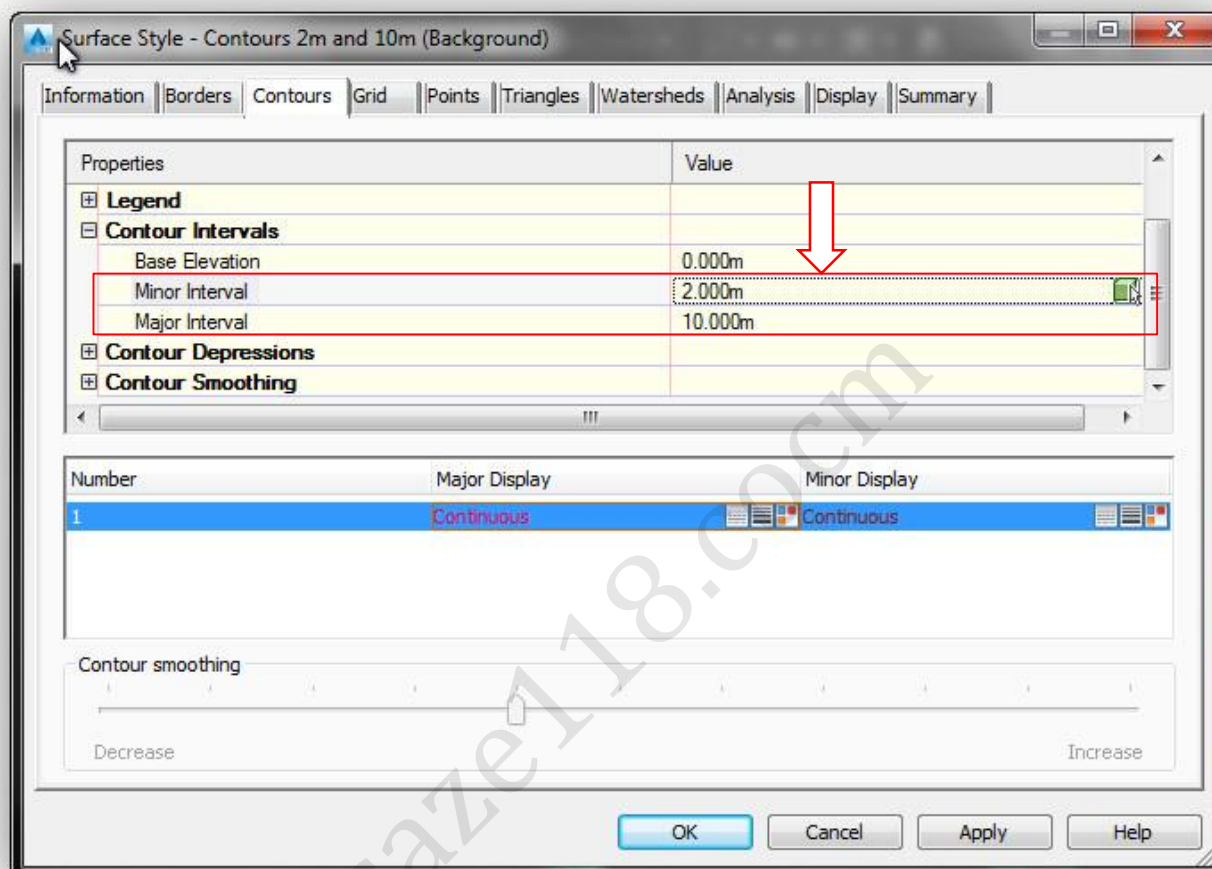 Surface Style - Contours 2m and 10m (Background)
Information Borders Contours Grid Points Triangles Watersheds Analysis Display Summary
Properties Value
Legend
Contour Intervals
Base Elevation 0.000m
Minor Interval 2.000m
Major Interval 10.000m
Contour Depressions
Contour Smoothing
Number Major Display Minor Display
1 Continuous Continuous
Contour smoothing
Decrease Increase
OK Cancel Apply Help
aze118.cocm